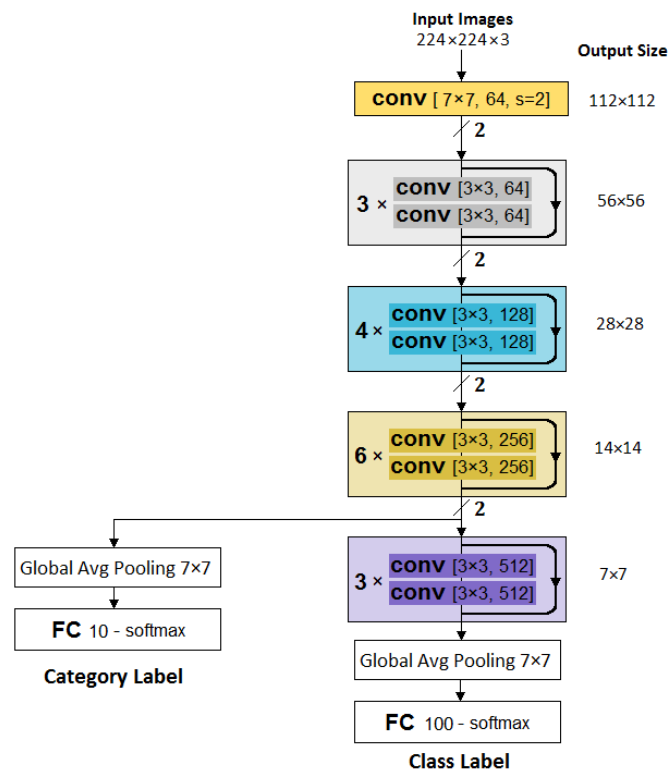 Input Images
224×224×3
Output Size
conv [ 7×7, 64, s=2]
112×112
2
3 ×
conv [3×3, 64]
conv [3×3, 64]
56×56
2
4 ×
conv [3×3, 128]
conv [3×3, 128]
28×28
2
6 ×
conv [3×3, 256]
conv [3×3, 256]
14×14
2
Global Avg Pooling 7×7
FC 10 - softmax
Category Label
3 ×
conv [3×3, 512]
conv [3×3, 512]
7×7
Global Avg Pooling 7×7
FC 100 - softmax
Class Label